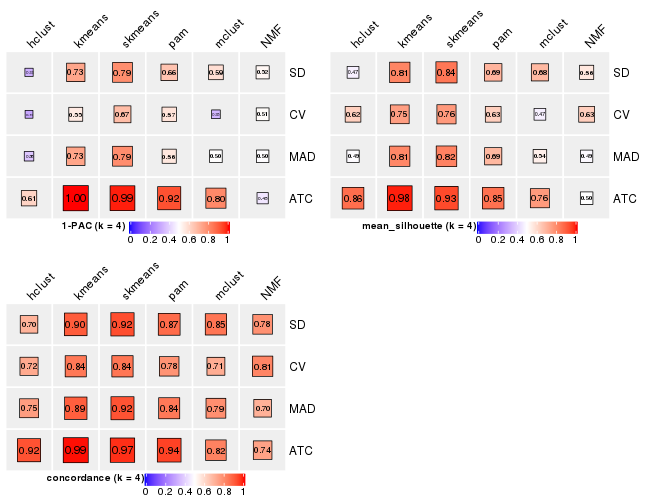 hclust kmeans skmeans pam mclust NMF
0.73 0.79 0.66 0.59 0.52 SD
0.55 0.67 0.57 0.51 CV
0.73 0.79 0.56 0.50 0.50 MAD
0.61 1.00 0.99 0.92 0.80 ATC
1-PAC (k = 4)
0 0.2 0.4 0.6 0.8 1
hclust kmeans skmeans pam mclust NMF
0.47 0.81 0.84 0.69 0.68 0.56 SD
0.62 0.75 0.76 0.63 0.47 0.63 CV
0.49 0.81 0.82 0.69 0.54 0.49 MAD
0.86 0.98 0.93 0.85 0.76 0.50 ATC
mean_silhouette (k = 4)
0 0.2 0.4 0.6 0.8 1
hclust kmeans skmeans pam mclust NMF
0.70 0.90 0.92 0.87 0.85 0.78 SD
0.72 0.84 0.84 0.78 0.71 0.81 CV
0.75 0.89 0.92 0.84 0.79 0.70 MAD
0.92 0.99 0.97 0.94 0.82 0.74 ATC
concordance (k = 4)
0 0.2 0.4 0.6 0.8 1